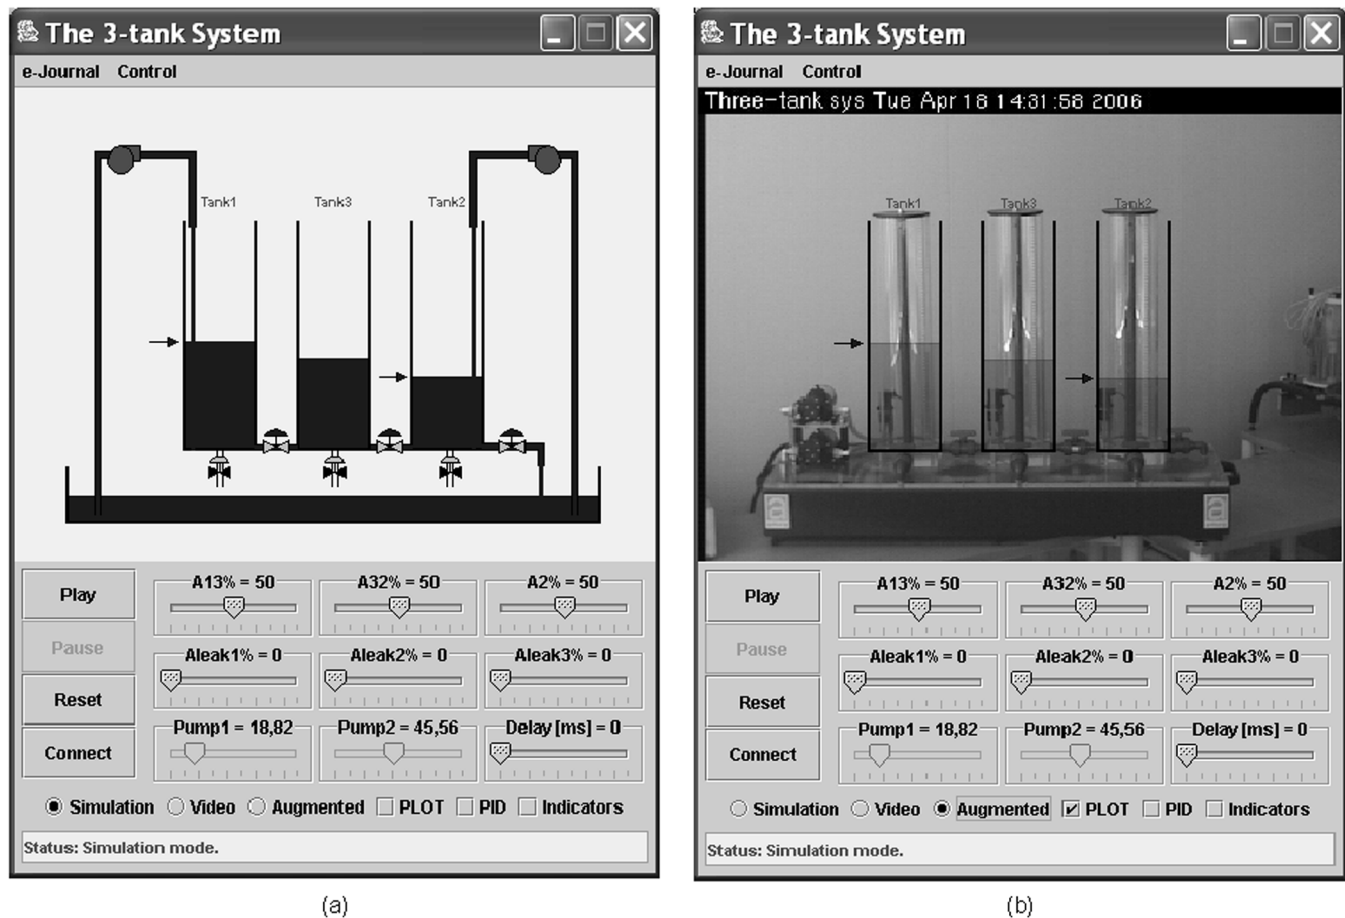 The 3-tank System
e-Journal Control
Tank1 Tank3 Tank2
A13% = 50 A32% = 50 A2% = 50
Play
Aleak1% = 0 Aleak2% = 0 Aleak3% = 0
Pause
Reset
Pump1 = 18,82 Pump2 = 45,56 Delay [ms] = 0
Connect
Simulation Video Augmented PLOT PID Indicators
Status: Simulation mode.
(a)
The 3-tank System
e-Journal Control
Three-tank sys Tue Apr 18 14:31:58 2006
Tank1 Tank3 Tank2
A13% = 50 A32% = 50 A2% = 50
Play
Aleak1% = 0 Aleak2% = 0 Aleak3% = 0
Pause
Reset
Pump1 = 18,82 Pump2 = 45,56 Delay [ms] = 0
Connect
Simulation Video Augmented PLOT PID Indicators
Status: Simulation mode.
(b)